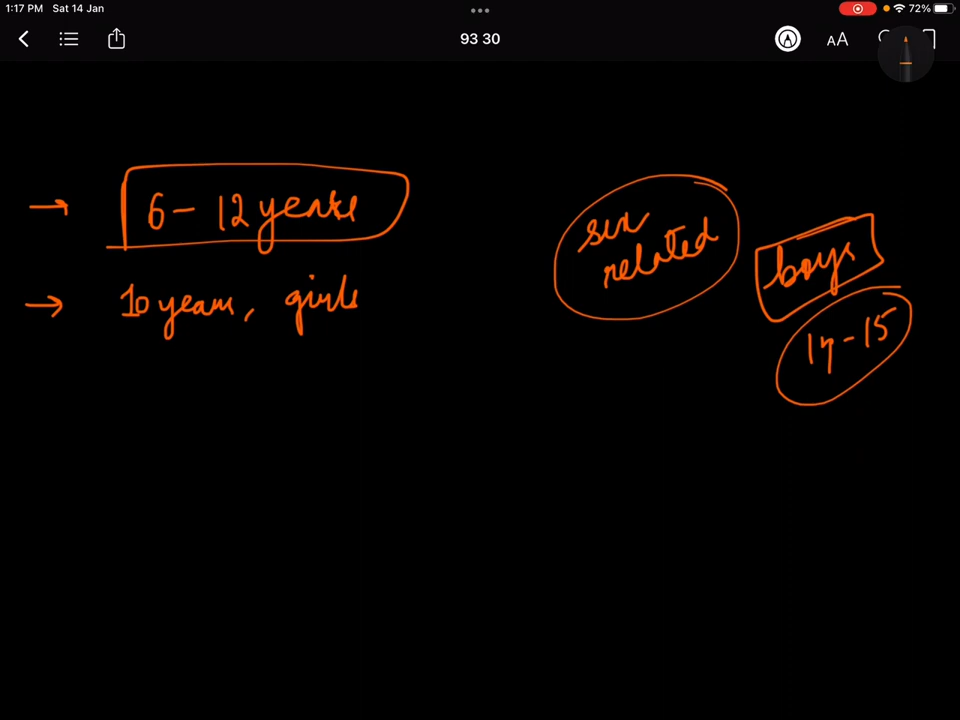 1:17 PM Sat 14 Jan
72%
93 30
AA
→ 6 - 12 years
→ 10 years, girls
sex
related
boys
14-15